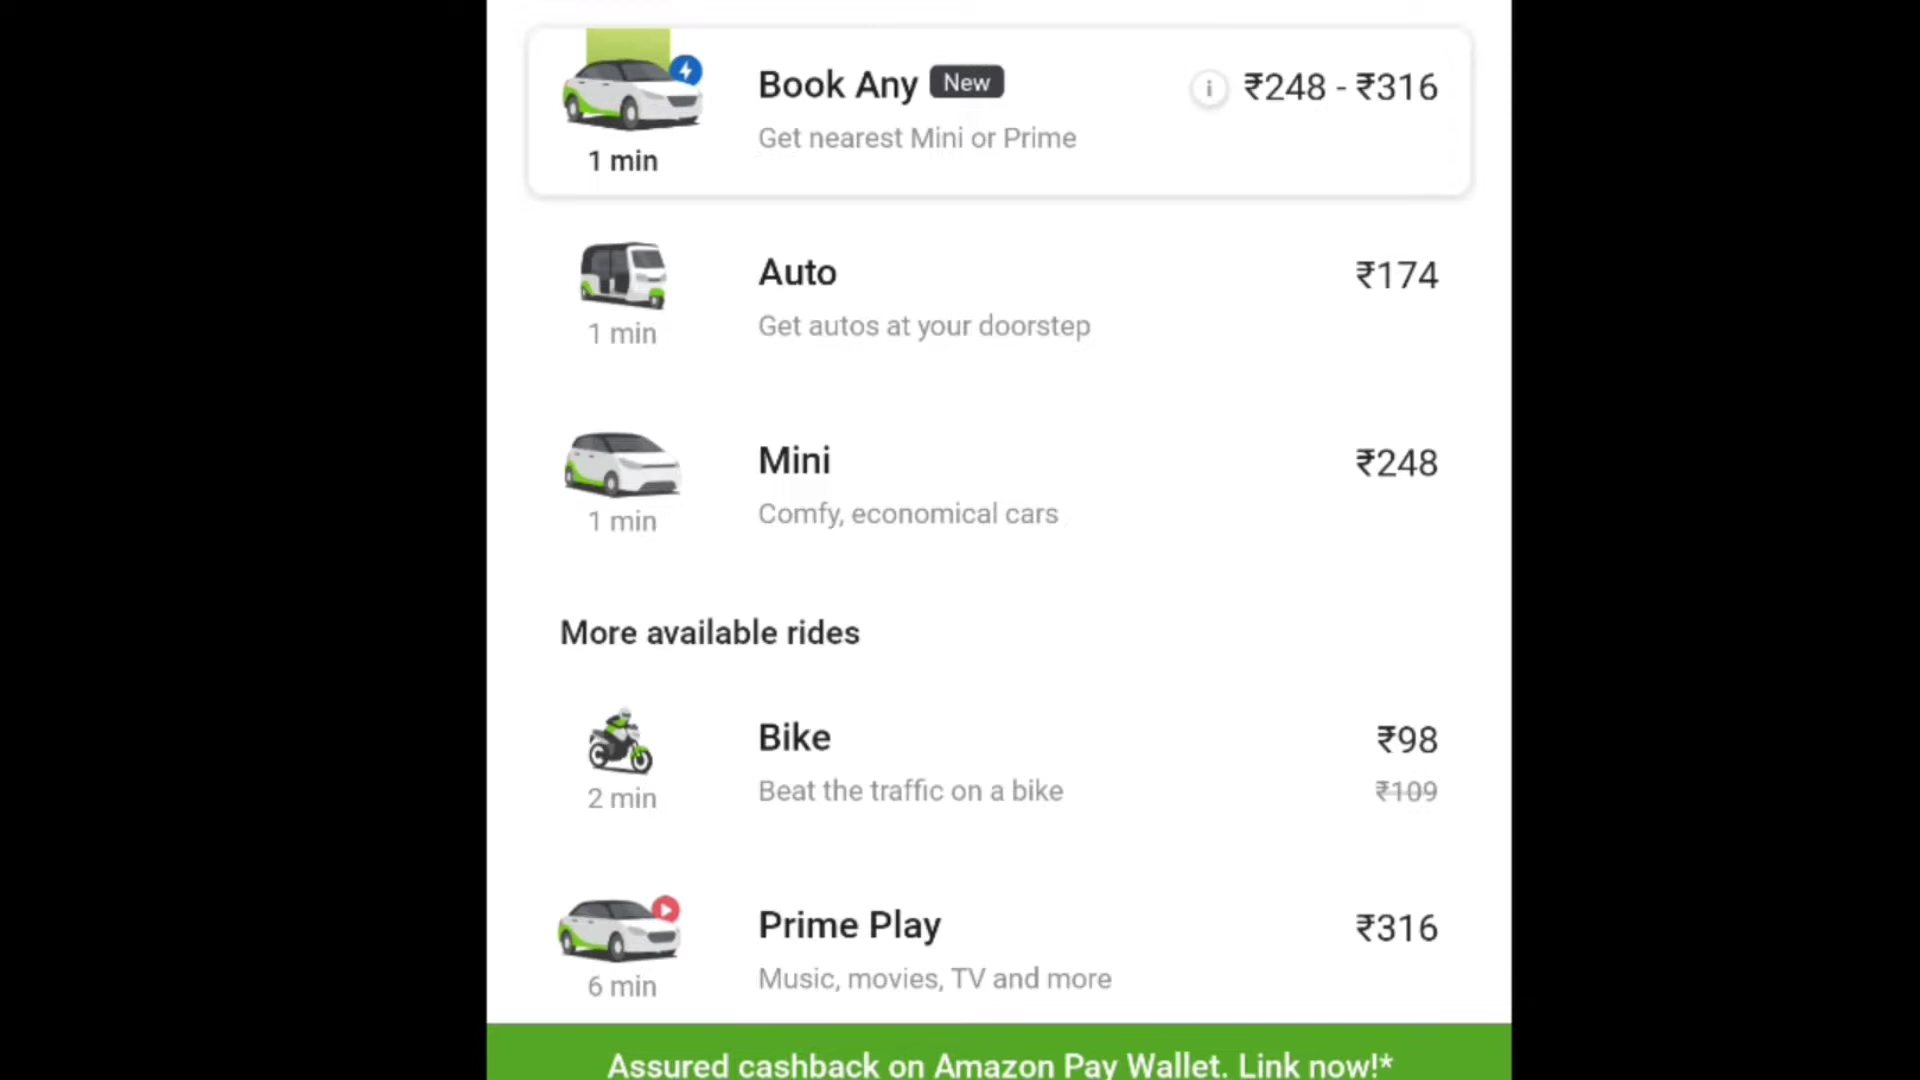 Book Any New
₹248 - ₹316
Get nearest Mini or Prime
1 min
Auto
₹174
Get autos at your doorstep
1 min
Mini
₹248
Comfy, economical cars
1 min
More available rides
Bike
₹98
Beat the traffic on a bike
₹109
2 min
Prime Play
₹316
Music, movies, TV and more
6 min
Assured cashback on Amazon Pay Wallet. Link now!*